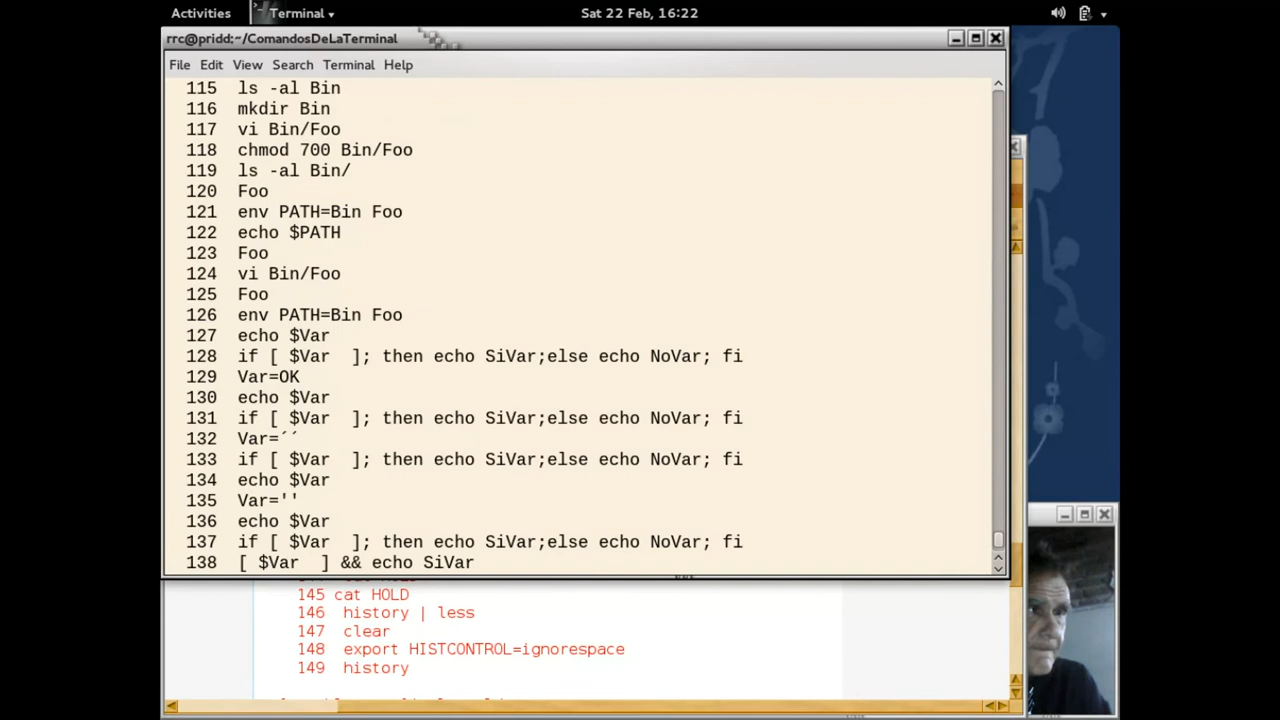 Activities
Terminal
Sat 22 Feb, 16:22
rrc@pridd:~/ComandosDeLaTerminal
File Edit View Search Terminal Help
115 ls -al Bin
116 mkdir Bin
117 vi Bin/Foo
118 chmod 700 Bin/Foo
119 ls -al Bin/
120 Foo
121 env PATH=Bin Foo
122 echo $PATH
123 Foo
124 vi Bin/Foo
125 Foo
126 env PATH=Bin Foo
127 echo $Var
128 if [ $Var  ]; then echo SiVar;else echo NoVar; fi
129 Var=OK
130 echo $Var
131 if [ $Var  ]; then echo SiVar;else echo NoVar; fi
132 Var=´´
133 if [ $Var  ]; then echo SiVar;else echo NoVar; fi
134 echo $Var
135 Var=''
136 echo $Var
137 if [ $Var  ]; then echo SiVar;else echo NoVar; fi
138 [ $Var  ] && echo SiVar
145 cat HOLD
146 history | less
147 clear
148 export HISTCONTROL=ignorespace
149 history